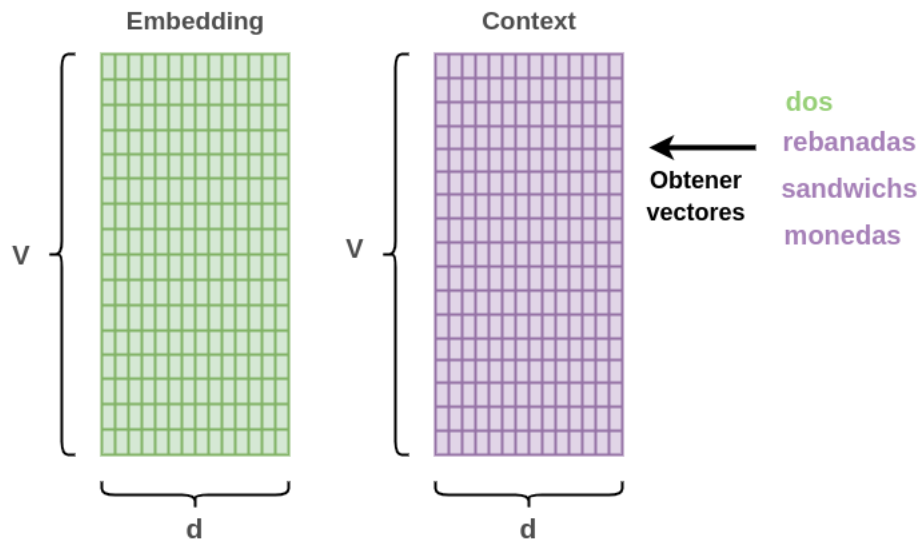 Embedding
Context
dos
rebanadas
sandwichs
monedas
Obtener
vectores
V
V
d
d